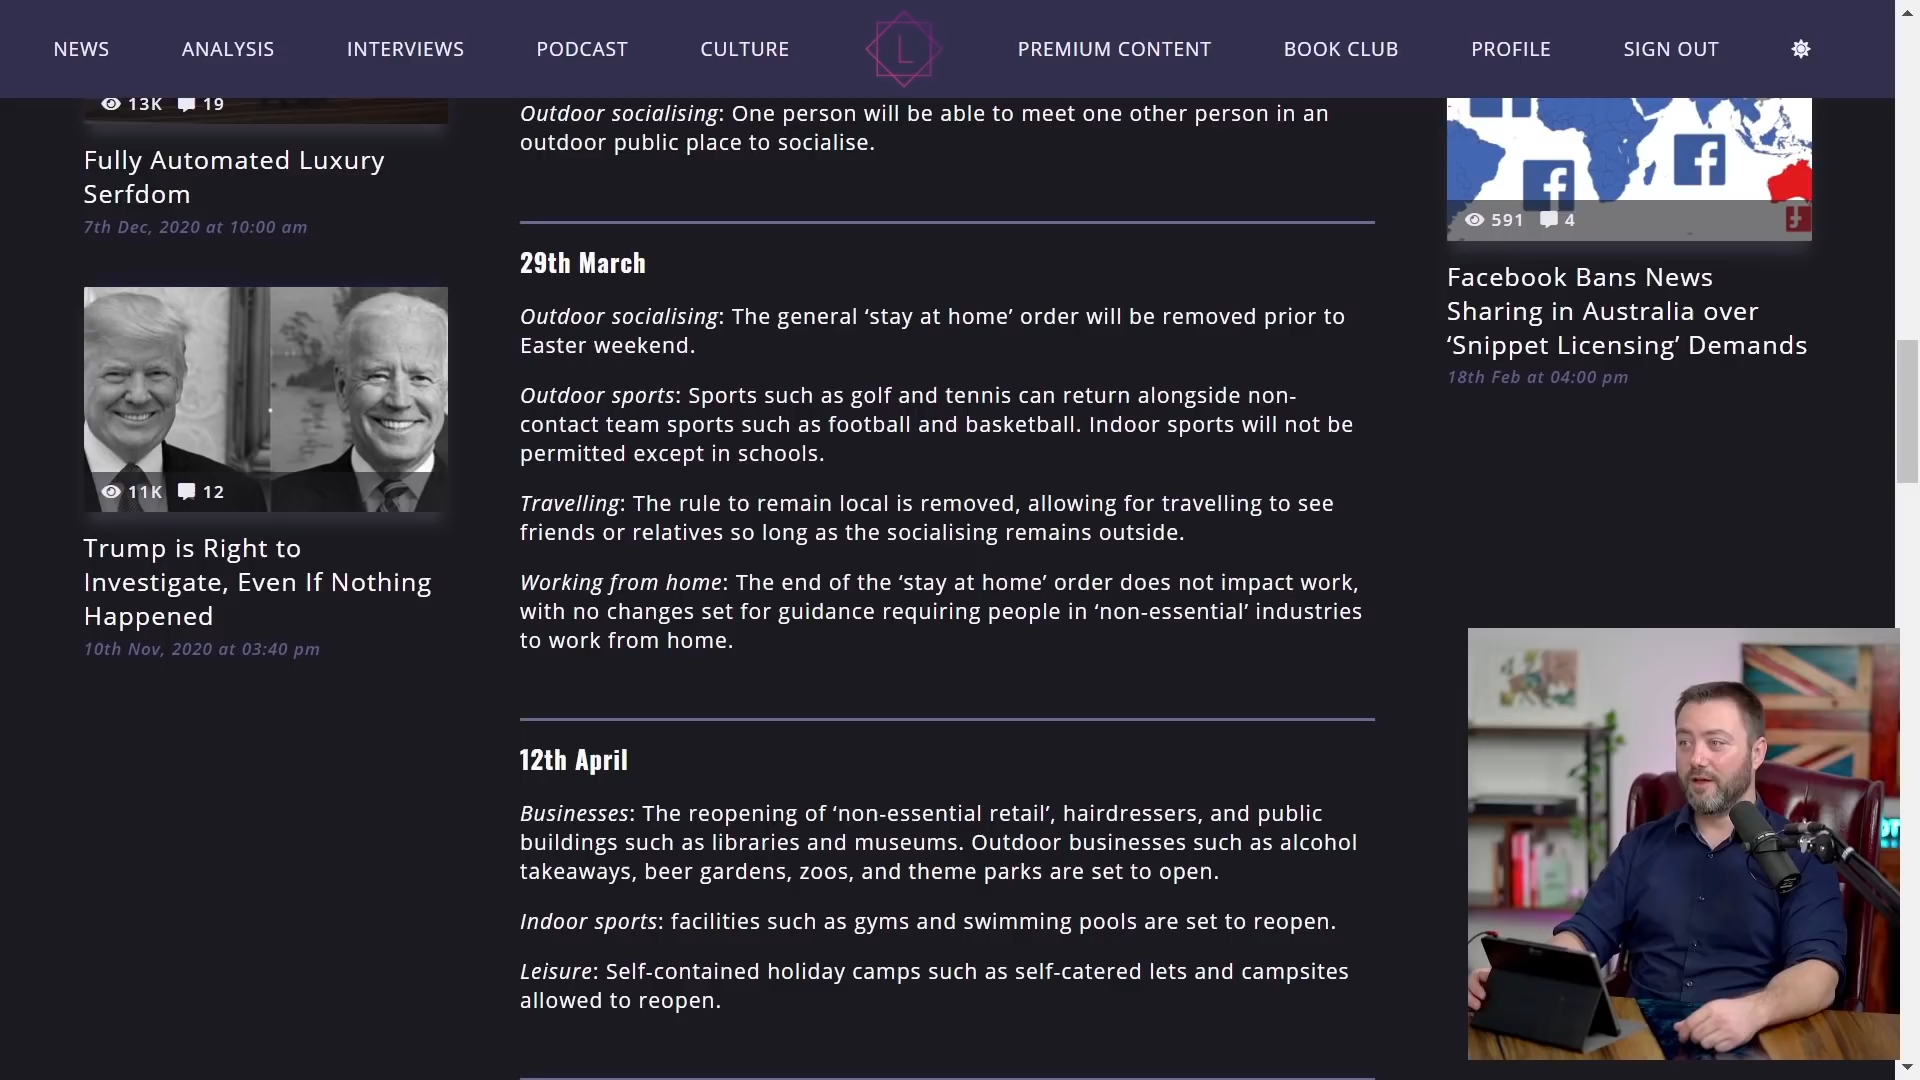 NEWS
ANALYSIS
INTERVIEWS
PODCAST
CULTURE
L
PREMIUM CONTENT
BOOK CLUB
PROFILE
SIGN OUT
13K 19
Fully Automated Luxury
Serfdom
7th Dec, 2020 at 10:00 am
11K 12
Trump is Right to
Investigate, Even If Nothing
Happened
10th Nov, 2020 at 03:40 pm
Outdoor socialising: One person will be able to meet one other person in an
outdoor public place to socialise.
29th March
Outdoor socialising: The general ‘stay at home’ order will be removed prior to
Easter weekend.
Outdoor sports: Sports such as golf and tennis can return alongside non-
contact team sports such as football and basketball. Indoor sports will not be
permitted except in schools.
Travelling: The rule to remain local is removed, allowing for travelling to see
friends or relatives so long as the socialising remains outside.
Working from home: The end of the ‘stay at home’ order does not impact work,
with no changes set for guidance requiring people in ‘non-essential’ industries
to work from home.
12th April
Businesses: The reopening of ‘non-essential retail’, hairdressers, and public
buildings such as libraries and museums. Outdoor businesses such as alcohol
takeaways, beer gardens, zoos, and theme parks are set to open.
Indoor sports: facilities such as gyms and swimming pools are set to reopen.
Leisure: Self-contained holiday camps such as self-catered lets and campsites
allowed to reopen.
591 4
Facebook Bans News
Sharing in Australia over
‘Snippet Licensing’ Demands
18th Feb at 04:00 pm